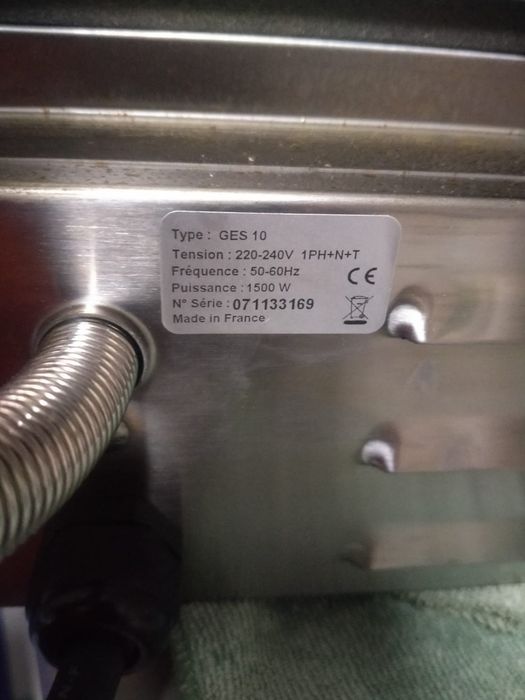 Type : GES 10
Tension : 220-240V 1PH+N+T
Fréquence : 50-60Hz
Puissance : 1500 W
N° Série : 071133169
Made in France
CE